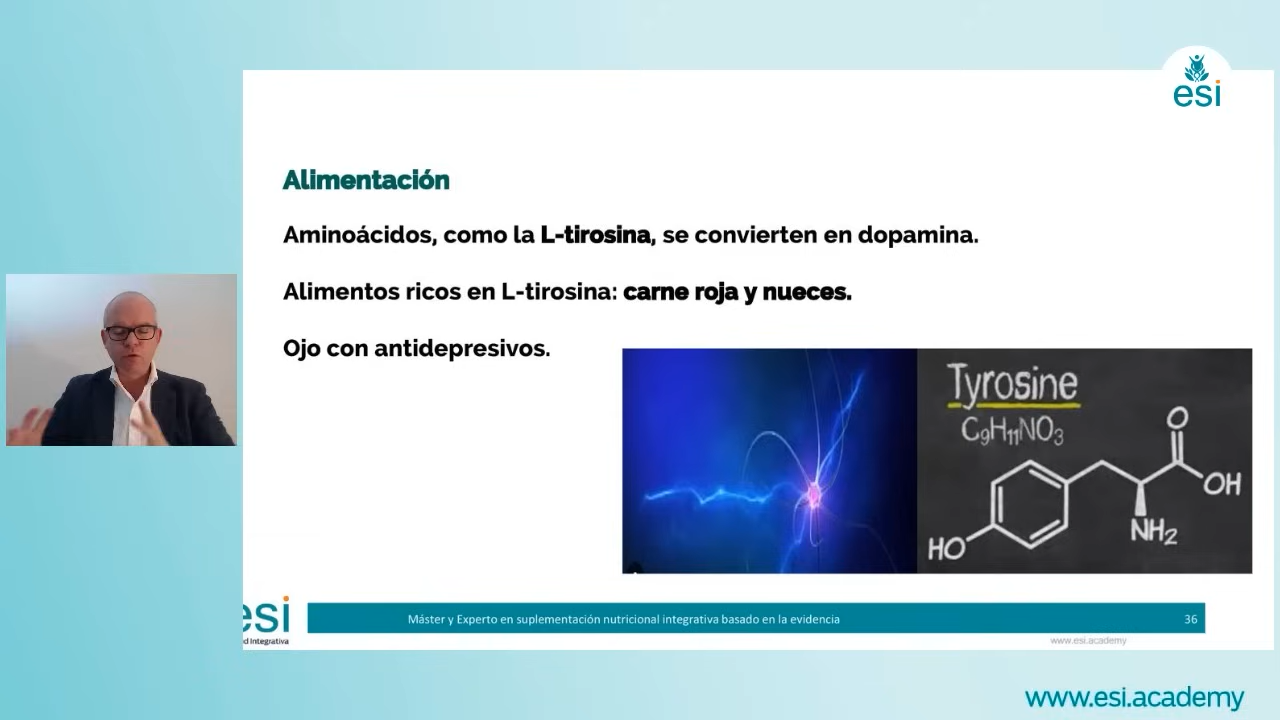 esi
Alimentación
Aminoácidos, como la L-tirosina, se convierten en dopamina.
Alimentos ricos en L-tirosina: carne roja y nueces.
Ojo con antidepresivos.
Tyrosine
C₉H₁₁NO₃
O
OH
NH₂
HO
esi
d Integrativa
Máster y Experto en suplementación nutricional integrativa basado en la evidencia
36
www.esi.academy
www.esi.academy